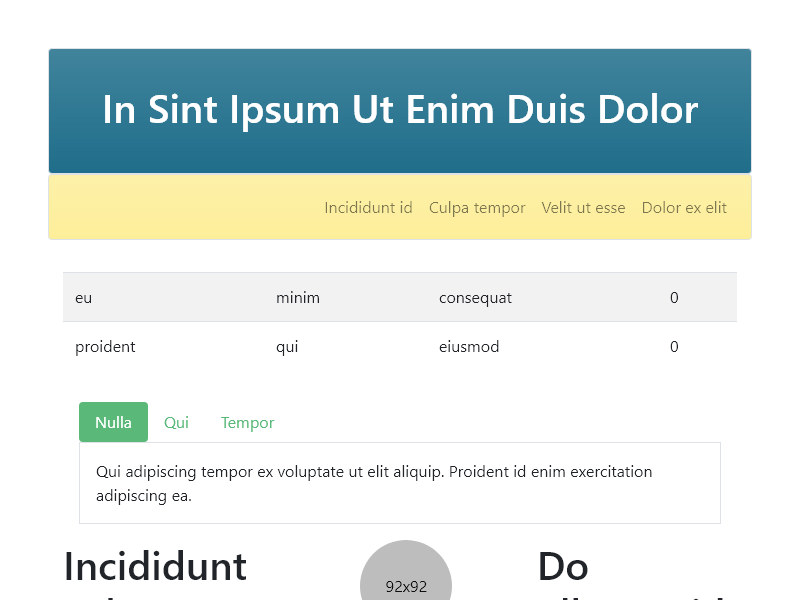 In Sint Ipsum Ut Enim Duis Dolor
Incididunt id Culpa tempor Velit ut esse Dolor ex elit
eu minim consequat 0
proident qui eiusmod 0
Nulla Qui Tempor
Qui adipiscing tempor ex voluptate ut elit aliquip. Proident id enim exercitation
adipiscing ea.
Incididunt
92x92
Do